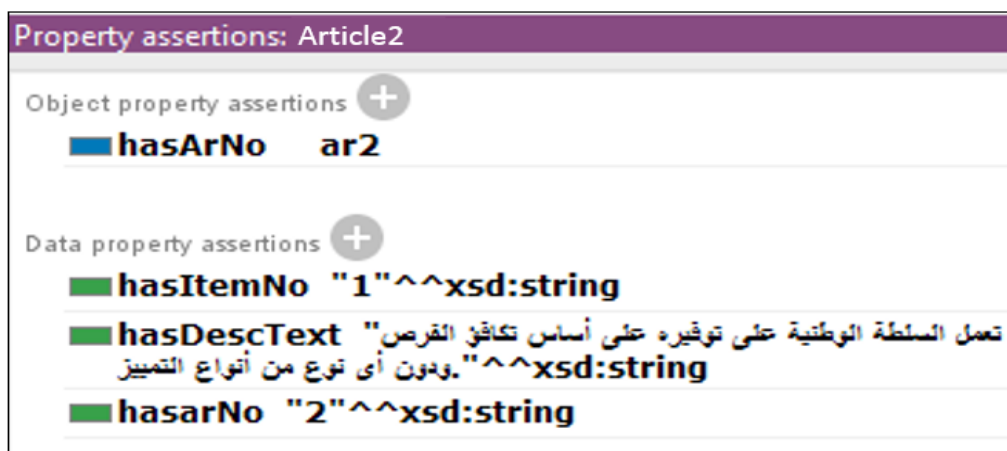 Property assertions: Article2
Object property assertions
hasArNo ar2
Data property assertions
hasItemNo "1"^^xsd:string
hasDescText "تعمل السلطة الوطنية على توفيره على أساس تكافؤ الفرص
ودون أى نوع من أنواع التمييز."^^xsd:string
hasarNo "2"^^xsd:string